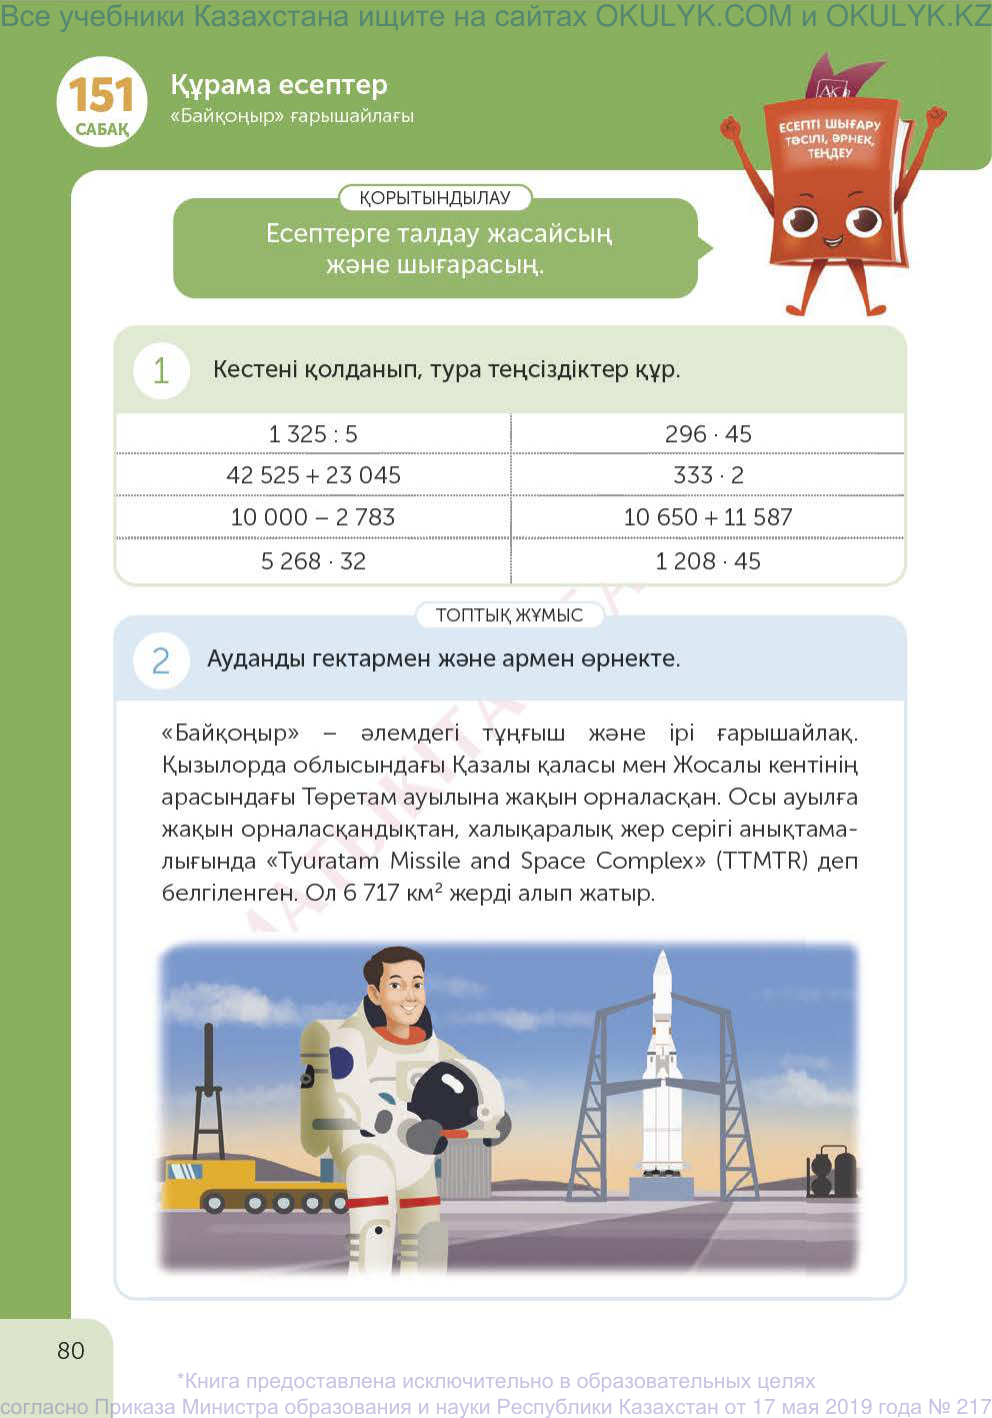 Все учебники Казахстана ищите на сайтах OKULYK.COM и OKULYK.KZ
151
САБАҚ
Құрама есептер
«Байқоңыр» ғарышайлағы
ЕСЕПТІ ШЫҒАРУ
ТӘСІЛІ, ӨРНЕК,
ТЕҢДЕУ
ҚОРЫТЫНДЫЛАУ
Есептерге талдау жасайсың
және шығарасың.
1
Кестені қолданып, тура теңсіздіктер құр.
1 325 : 5
296 · 45
42 525 + 23 045
333 · 2
10 000 – 2 783
10 650 + 11 587
5 268 · 32
1 208 · 45
ТОПТЫҚ ЖҰМЫС
2
Ауданды гектармен және армен өрнекте.
«Байқоңыр» – әлемдегі тұңғыш және ірі ғарышайлақ.
Қызылорда облысындағы Қазалы қаласы мен Жосалы кентінің
арасындағы Төретам ауылына жақын орналасқан. Осы ауылға
жақын орналасқандықтан, халықаралық жер серігі анықтама-
лығында «Tyuratam Missile and Space Complex» (TTMTR) деп
белгіленген. Ол 6 717 км² жерді алып жатыр.
80
*Книга предоставлена исключительно в образовательных целях
согласно Приказа Министра образования и науки Республики Казахстан от 17 мая 2019 года № 217